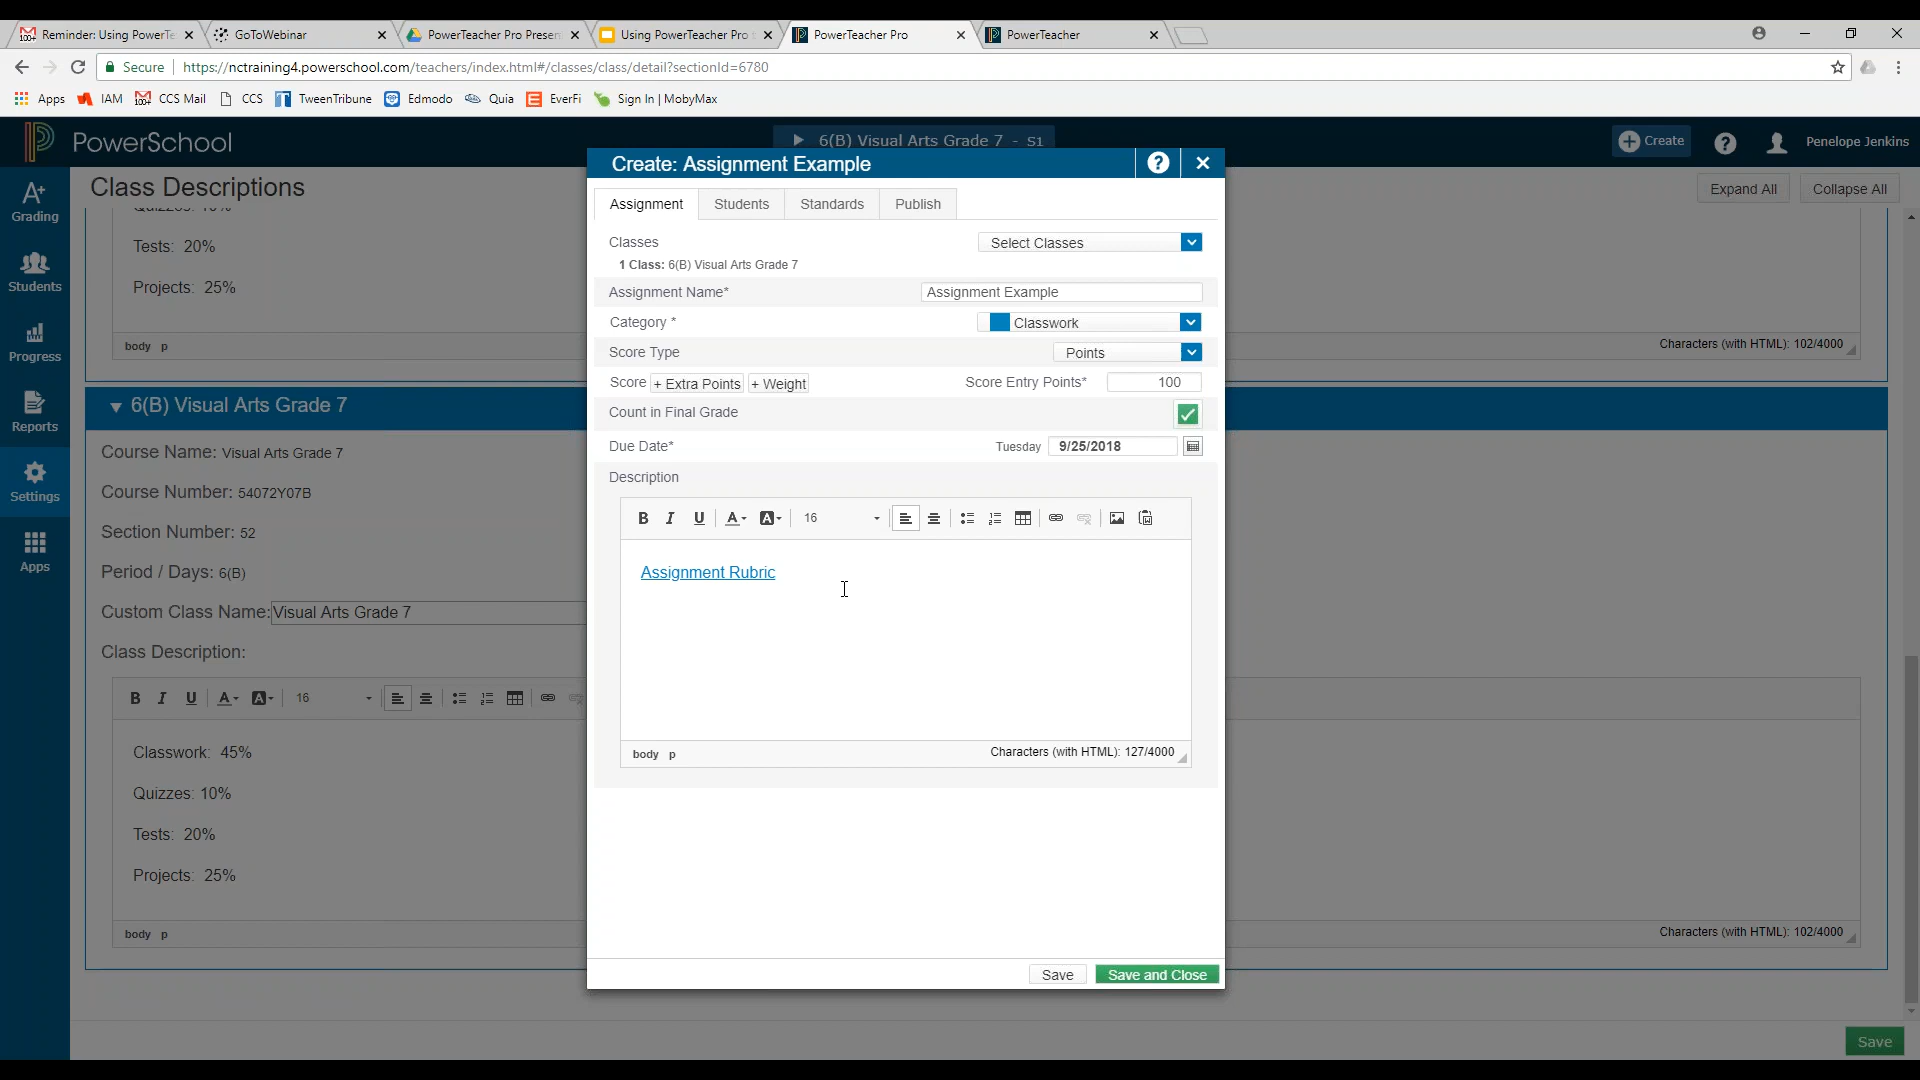 Reminder: Using PowerTe
GoToWebinar
PowerTeacher Pro Presen
Using PowerTeacher Pro t
PowerTeacher Pro
PowerTeacher
Secure
https://nctraining4.powerschool.com/teachers/index.html#/classes/class/detail?sectionId=6780
Apps
IAM
CCS Mail
CCS
TweenTribune
Edmodo
Quia
EverFi
Sign In | MobyMax
PowerSchool
6(B) Visual Arts Grade 7 - S1
Create
Penelope Jenkins
Grading
Students
Progress
Reports
Settings
Apps
Class Descriptions
Expand All
Collapse All
Quizzes: 10%
Tests: 20%
Projects: 25%
body p
Characters (with HTML): 102/4000
6(B) Visual Arts Grade 7
Course Name: Visual Arts Grade 7
Course Number: 54072Y07B
Section Number: 52
Period / Days: 6(B)
Custom Class Name: Visual Arts Grade 7
Class Description:
B I U A A 16
Classwork: 45%
Quizzes: 10%
Tests: 20%
Projects: 25%
body p
Characters (with HTML): 102/4000
Save
Create: Assignment Example
Assignment
Students
Standards
Publish
Classes
Select Classes
1 Class: 6(B) Visual Arts Grade 7
Assignment Name*
Assignment Example
Category *
Classwork
Score Type
Points
Score + Extra Points + Weight
Score Entry Points*
100
Count in Final Grade
Due Date*
Tuesday
9/25/2018
Description
B I U A A 16
Assignment Rubric
body p
Characters (with HTML): 127/4000
Save
Save and Close